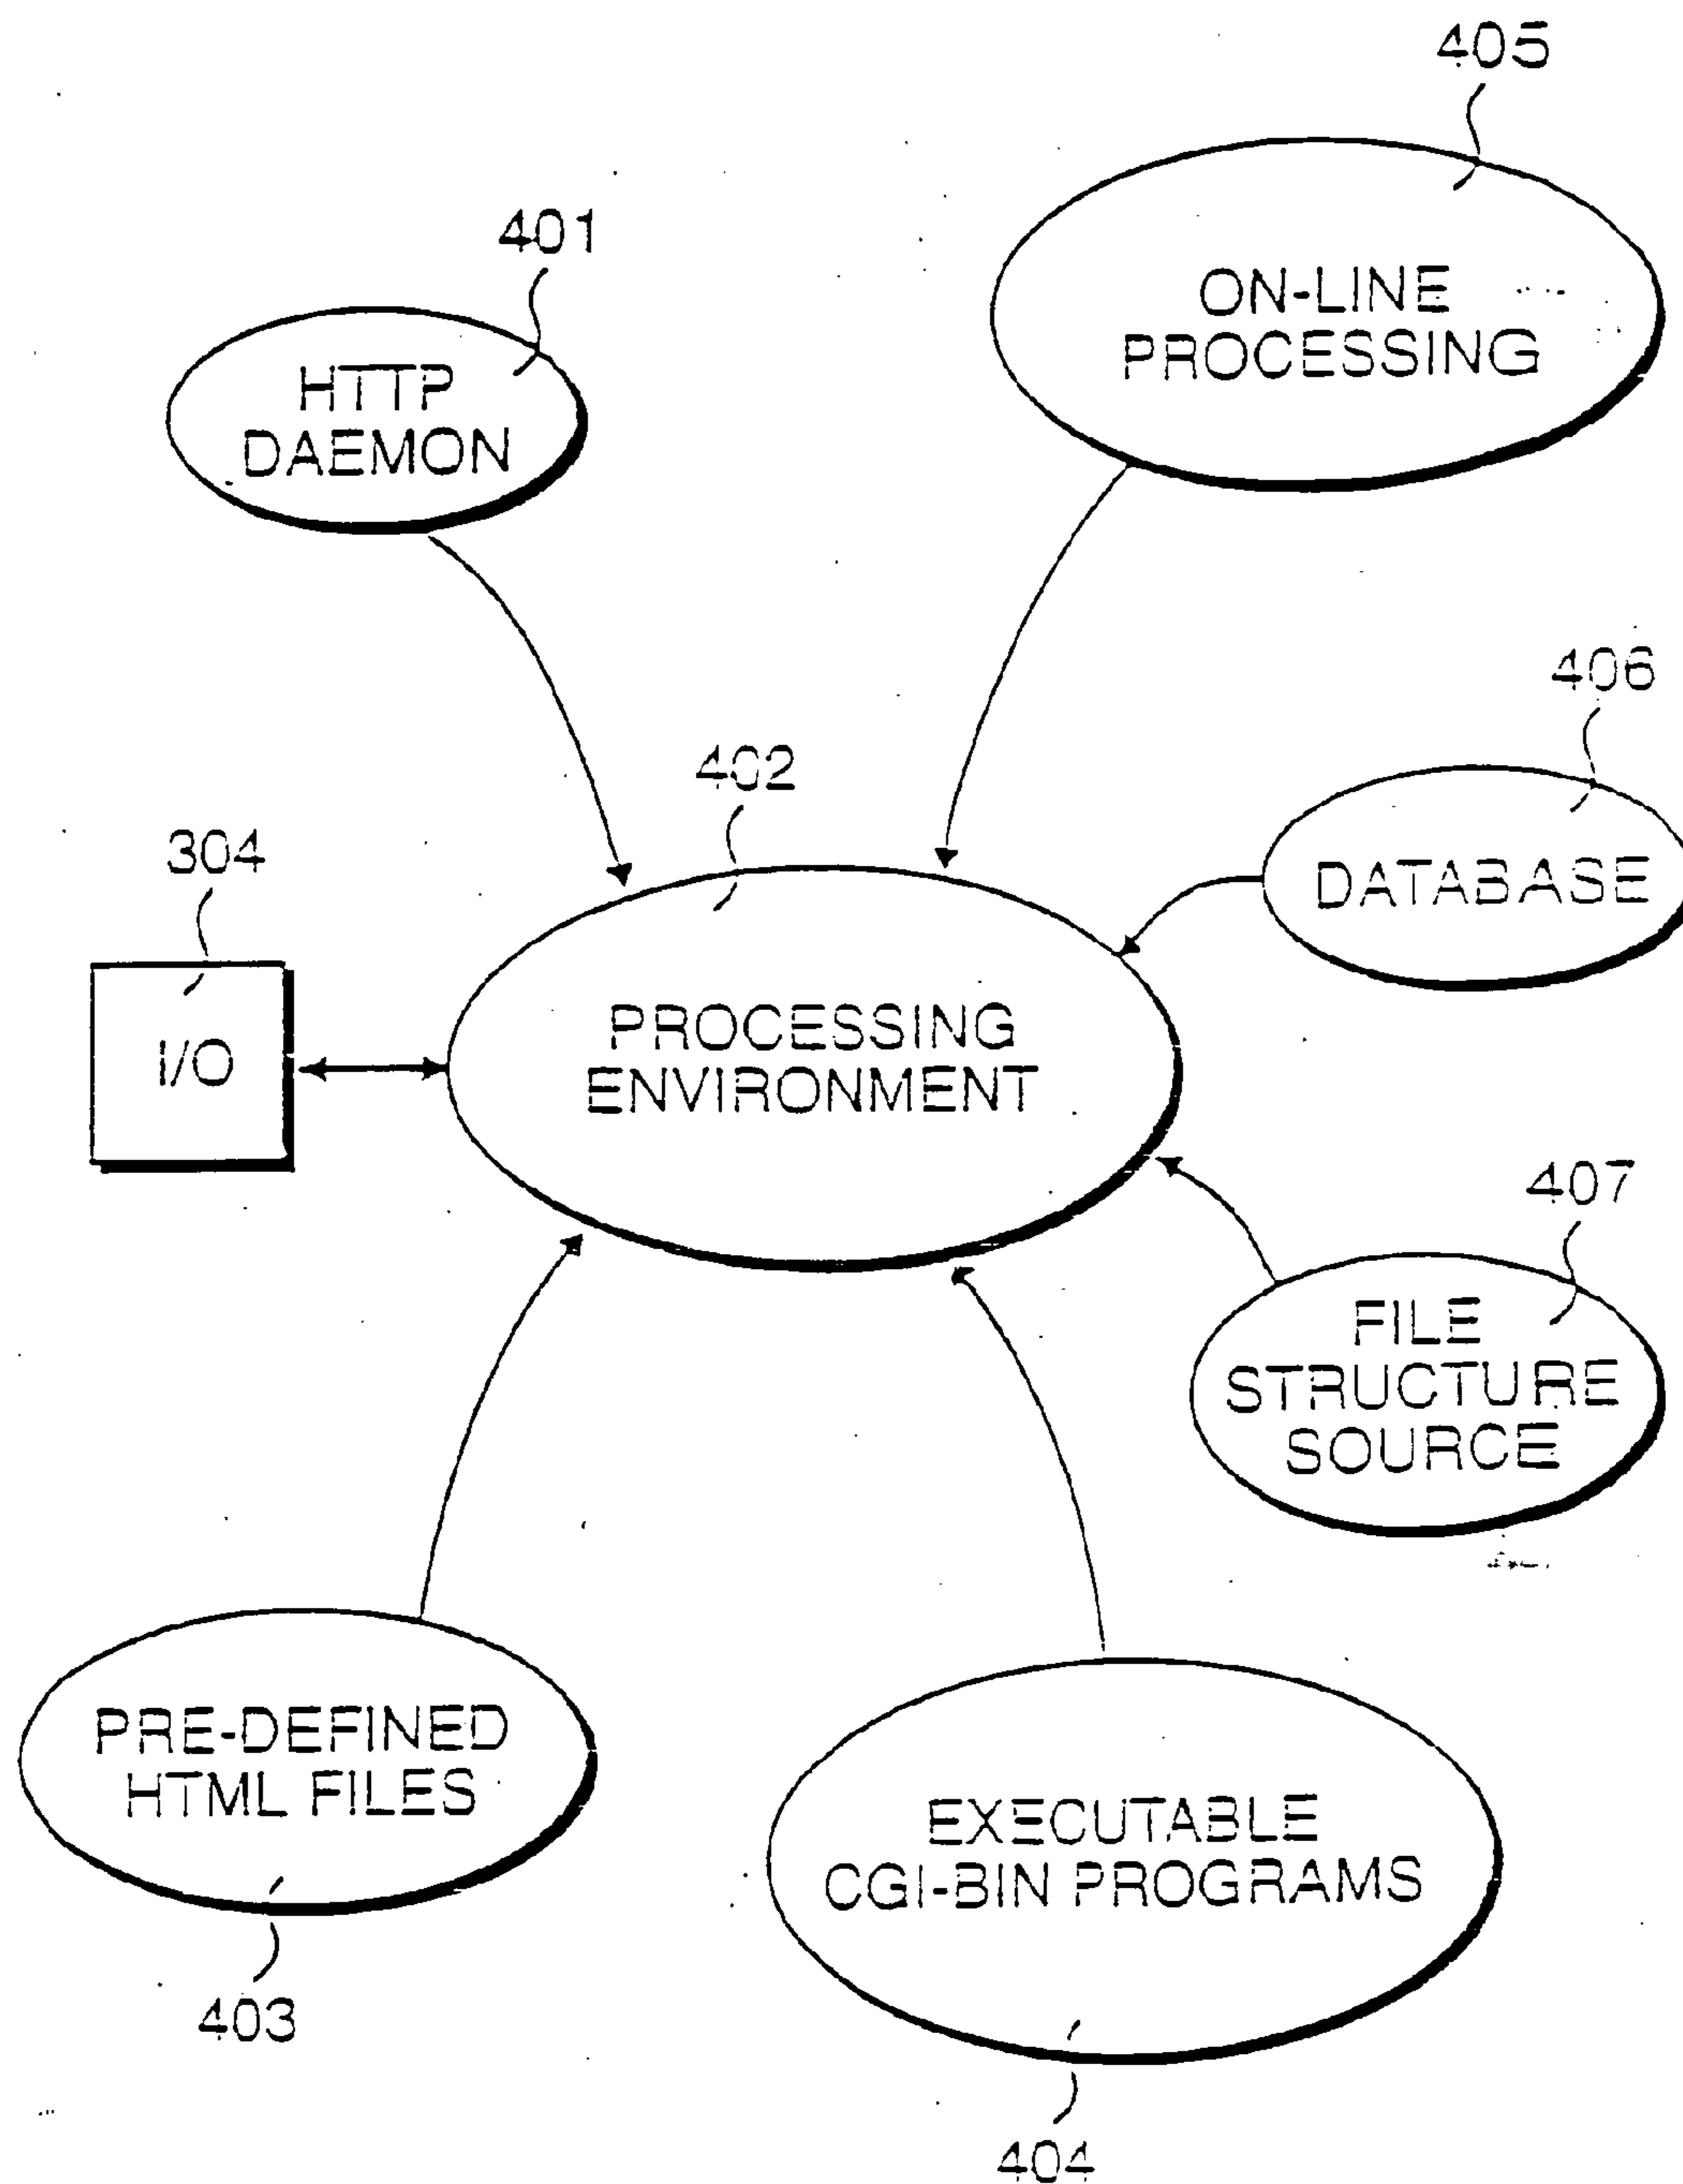 405
401
ON-LINE
PROCESSING
HTTP
DAEMON
406
402
304
DATABASE
PROCESSING
ENVIRONMENT
I/O
407
FILE
STRUCTURE
SOURCE
PRE-DEFINED
HTML FILES
EXECUTABLE
CGI-BIN PROGRAMS
403
404